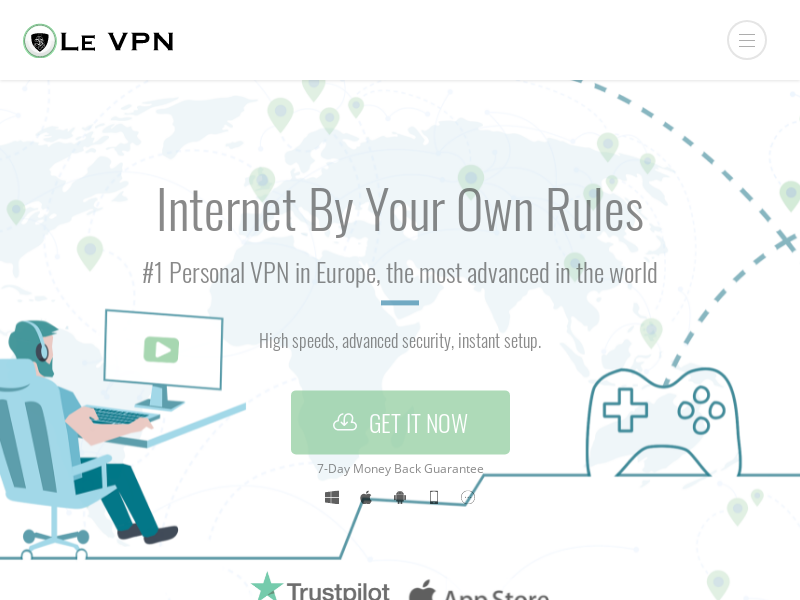 LE VPN
Internet By Your Own Rules
#1 Personal VPN in Europe, the most advanced in the world
High speeds, advanced security, instant setup.
GET IT NOW
7-Day Money Back Guarantee
Trustpilot
App Store